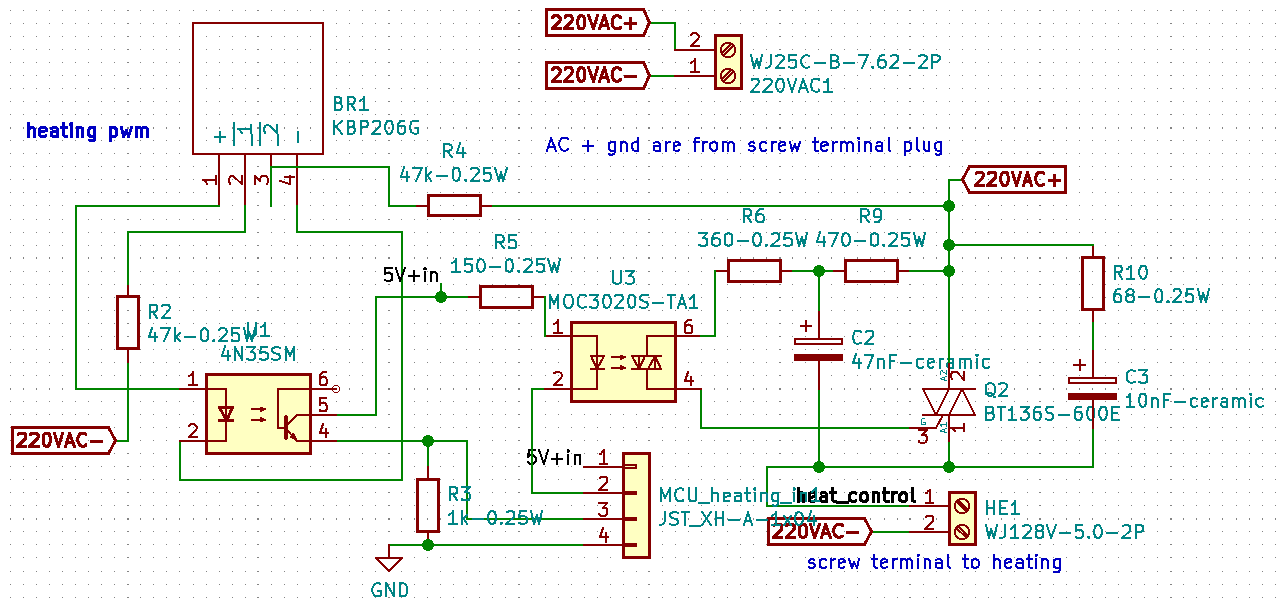 220VAC+
2
WJ25C-B-7.62-2P
220VAC-
1
220VAC1
BR1
KBP206G
heating pwm
+ 1 2 -
1 2 3 4
AC + gnd are from screw terminal plug
R4
47k-0.25W
220VAC+
R6
360-0.25W
R9
470-0.25W
R5
150-0.25W
5V+in
U3
MOC3020S-TA1
1
6
2
4
R10
68-0.25W
R2
47k-0.25W
U1
4N35SM
1
6
5
2
4
220VAC-
+
C2
47nF-ceramic
A2
2
Q2
BT136S-600E
G
3
A1
1
+
C3
10nF-ceramic
5V+in
1
2
3
4
R3
1k-0.25W
MCU_heating_in1
JST_XH-A-1x04
heat_control
1
2
220VAC-
HE1
WJ128V-5.0-2P
screw terminal to heating
GND